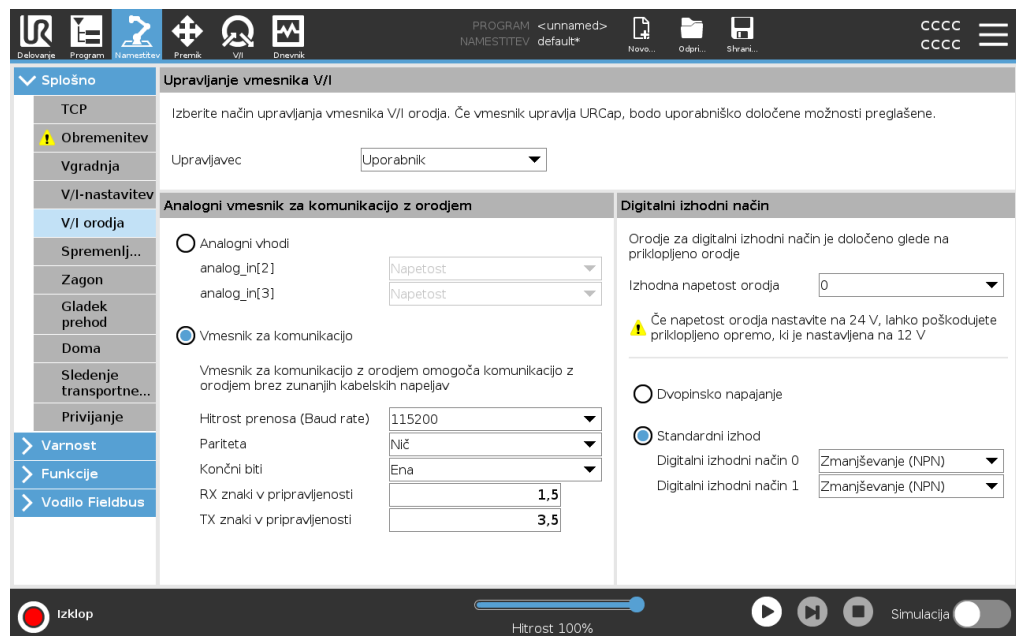 PROGRAM <unnamed>
NAMESTITEV default*
CCCC
CCCC
Delovanje Program Namestitev Premik V/I Dnevnik Novo... Odpri... Shrani...
Splošno
TCP
Obremenitev
Vgradnja
V/I-nastavitev
V/I orodja
Spremenlj...
Zagon
Gladek
prehod
Doma
Sledenje
transportne...
Privijanje
Varnost
Funkcije
Vodilo Fieldbus
Upravljanje vmesnika V/I
Izberite način upravljanja vmesnika V/I orodja. Če vmesnik upravlja URCap, bodo uporabniško določene možnosti preglašene.
Upravljavec Uporabnik
Analogni vmesnik za komunikacijo z orodjem
Analogni vhodi
analog_in[2] Napetost
analog_in[3] Napetost
Vmesnik za komunikacijo
Vmesnik za komunikacijo z orodjem omogoča komunikacijo z
orodjem brez zunanjih kabelskih napeljav
Hitrost prenosa (Baud rate) 115200
Pariteta Nič
Končni biti Ena
RX znaki v pripravljenosti 1,5
TX znaki v pripravljenosti 3,5
Digitalni izhodni način
Orodje za digitalni izhodni način je določeno glede na
priklopljeno orodje
Izhodna napetost orodja 0
Če napetost orodja nastavite na 24 V, lahko poškodujete
priklopljeno opremo, ki je nastavljena na 12 V
Dvopinsko napajanje
Standardni izhod
Digitalni izhodni način 0 Zmanjševanje (NPN)
Digitalni izhodni način 1 Zmanjševanje (NPN)
Izklop
Hitrost 100%
Simulacija